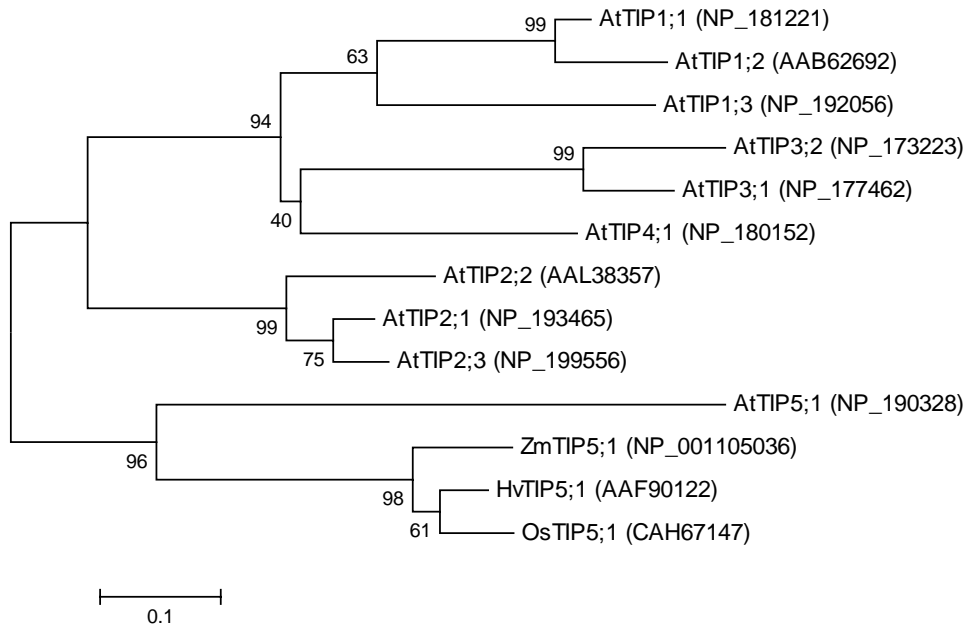 99
AtTIP1;1 (NP_181221)
63
AtTIP1;2 (AAB62692)
AtTIP1;3 (NP_192056)
94
99
AtTIP3;2 (NP_173223)
AtTIP3;1 (NP_177462)
40
AtTIP4;1 (NP_180152)
AtTIP2;2 (AAL38357)
99
AtTIP2;1 (NP_193465)
75
AtTIP2;3 (NP_199556)
AtTIP5;1 (NP_190328)
96
ZmTIP5;1 (NP_001105036)
98
HvTIP5;1 (AAF90122)
61
OsTIP5;1 (CAH67147)
0.1